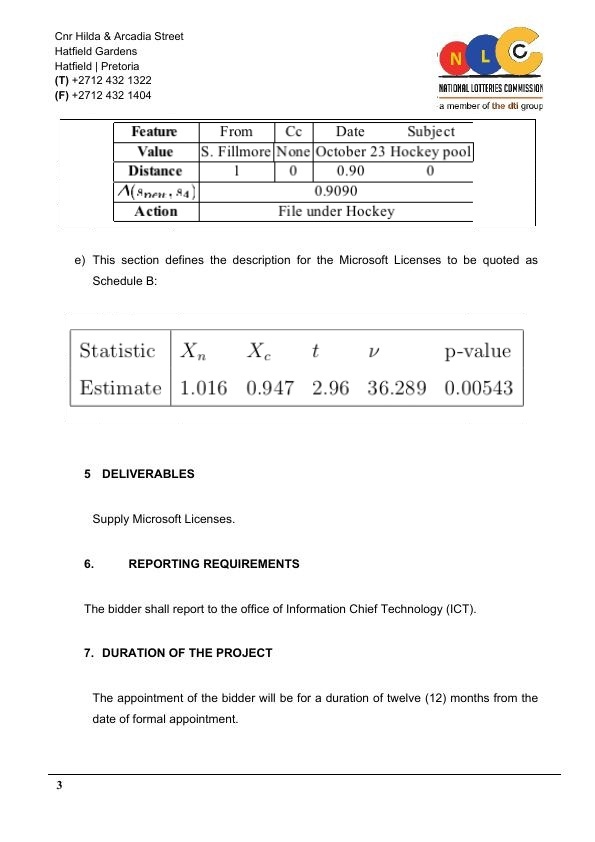 Cnr Hilda & Arcadia Street
Hatfield Gardens
Hatfield | Pretoria
(T) +2712 432 1322
(F) +2712 432 1404
N L C
NATIONAL LOTTERIES COMMISSION
a member of the dti group
Feature From Cc Date Subject
Value S. Fillmore None October 23 Hockey pool
Distance 1 0 0.90 0
Λ(s_new, s_4) 0.9090
Action File under Hockey
e) This section defines the description for the Microsoft Licenses to be quoted as
Schedule B:
Statistic X_n X_c t ν p-value
Estimate 1.016 0.947 2.96 36.289 0.00543
5 DELIVERABLES
Supply Microsoft Licenses.
6. REPORTING REQUIREMENTS
The bidder shall report to the office of Information Chief Technology (ICT).
7. DURATION OF THE PROJECT
The appointment of the bidder will be for a duration of twelve (12) months from the
date of formal appointment.
3